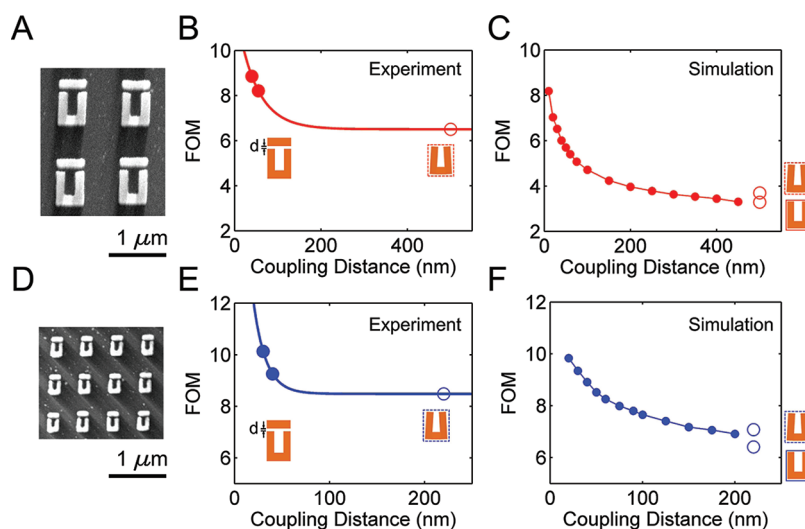 A
B
C
10
8
6
4
2
FOM
Experiment
d
0
200
400
Coupling Distance (nm)
10
8
6
4
2
FOM
Simulation
0
200
400
Coupling Distance (nm)
1 μm
D
E
F
12
10
8
6
FOM
Experiment
d
0
100
200
Coupling Distance (nm)
12
10
8
6
FOM
Simulation
0
50
100
150
200
Coupling Distance (nm)
1 μm